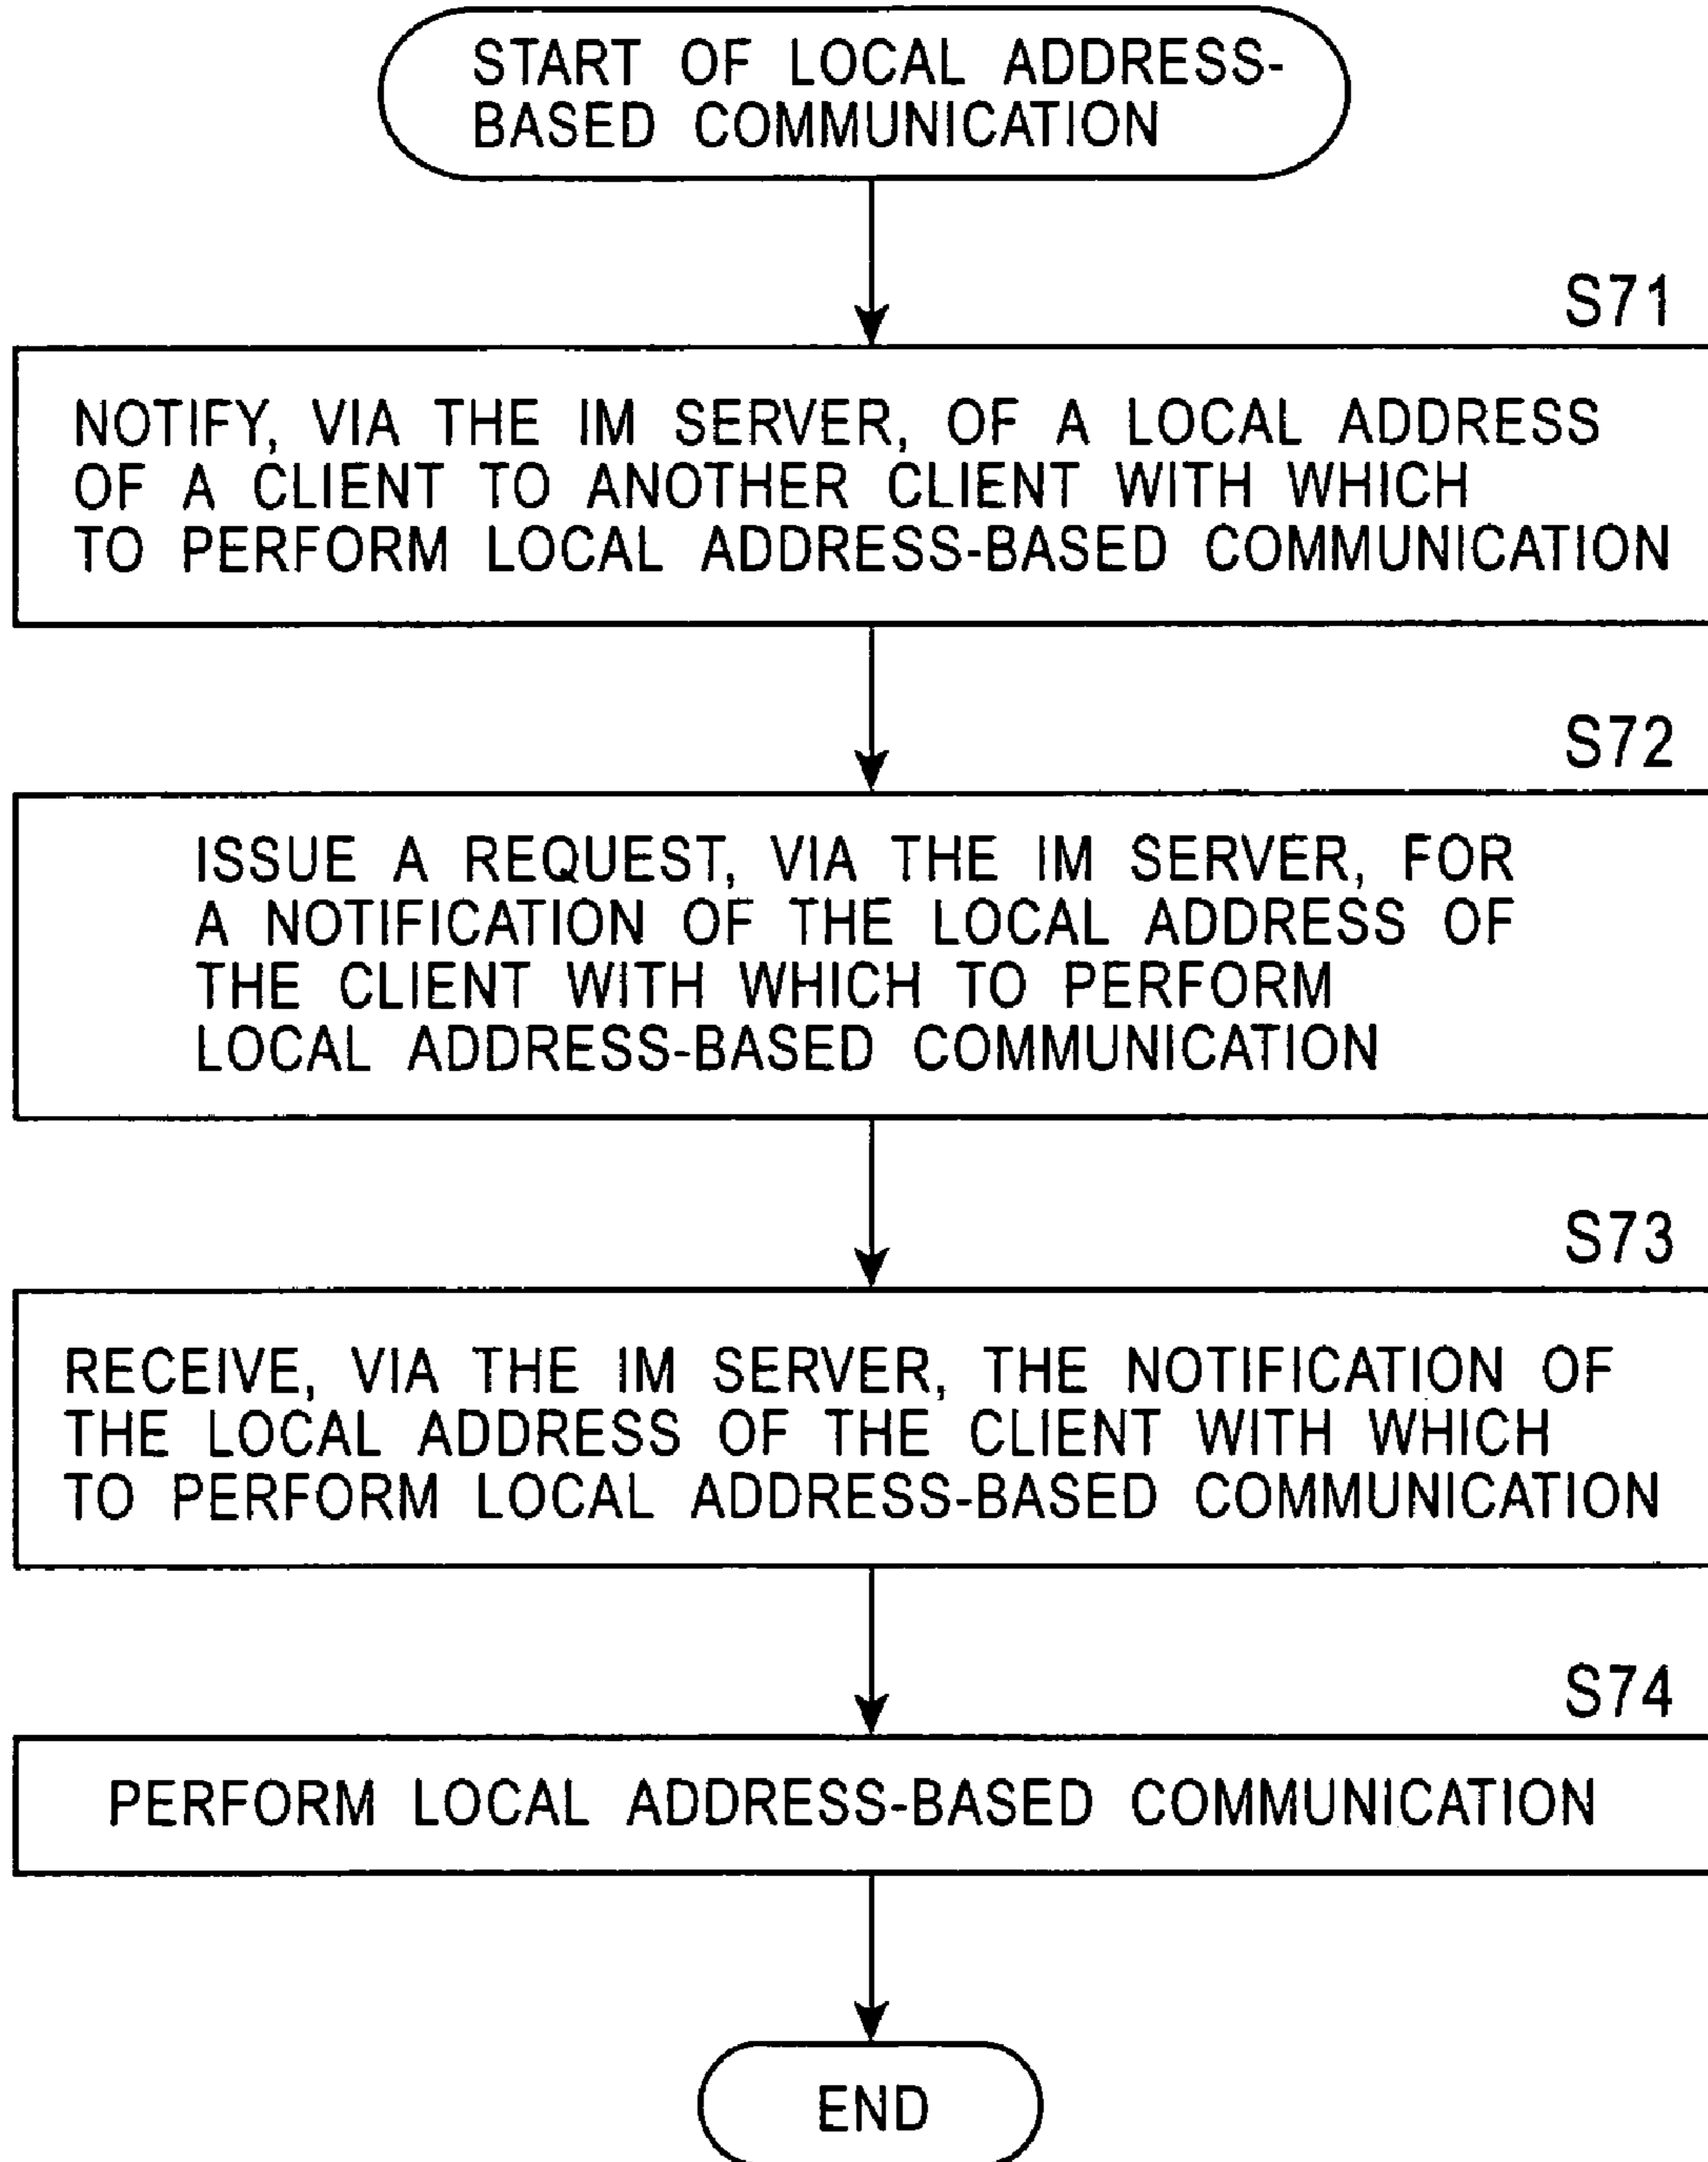 START OF LOCAL ADDRESS-
BASED COMMUNICATION
S71
NOTIFY, VIA THE IM SERVER, OF A LOCAL ADDRESS
OF A CLIENT TO ANOTHER CLIENT WITH WHICH
TO PERFORM LOCAL ADDRESS-BASED COMMUNICATION
S72
ISSUE A REQUEST, VIA THE IM SERVER, FOR
A NOTIFICATION OF THE LOCAL ADDRESS OF
THE CLIENT WITH WHICH TO PERFORM
LOCAL ADDRESS-BASED COMMUNICATION
S73
RECEIVE, VIA THE IM SERVER, THE NOTIFICATION OF
THE LOCAL ADDRESS OF THE CLIENT WITH WHICH
TO PERFORM LOCAL ADDRESS-BASED COMMUNICATION
S74
PERFORM LOCAL ADDRESS-BASED COMMUNICATION
END